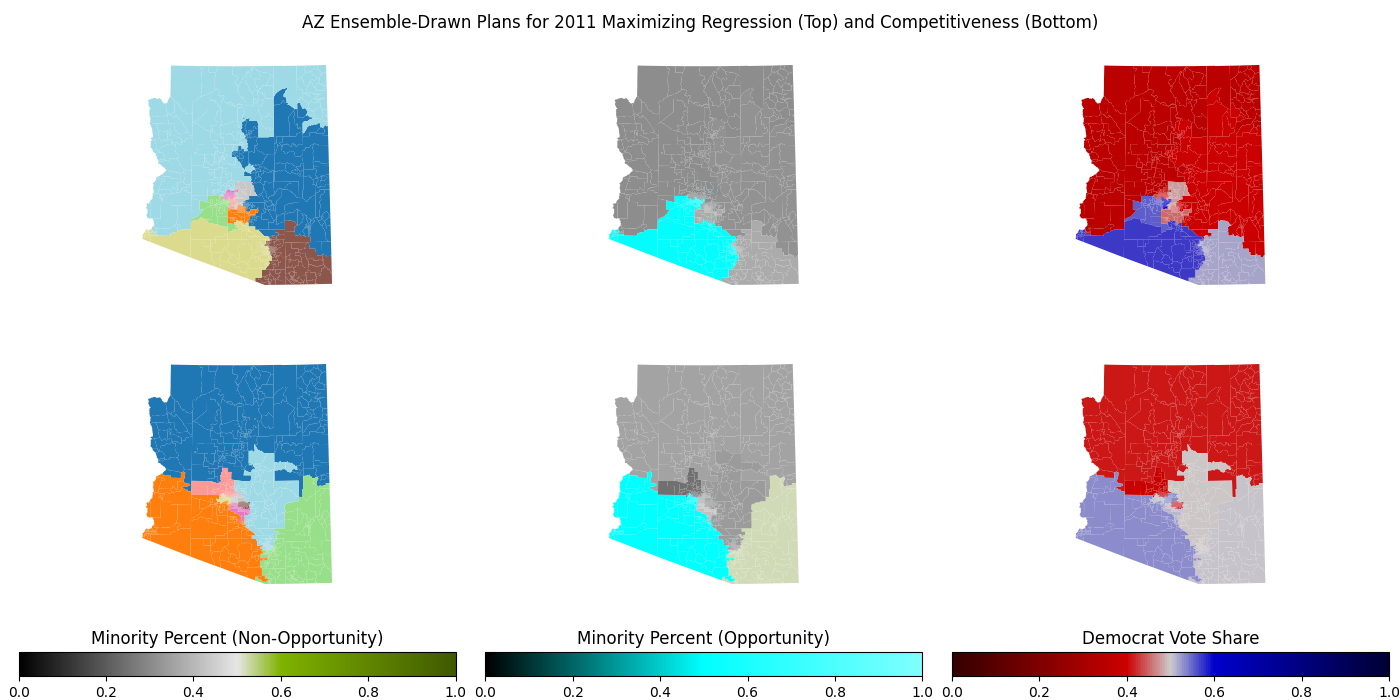 AZ Ensemble-Drawn Plans for 2011 Maximizing Regression (Top) and Competitiveness (Bottom)
Minority Percent (Non-Opportunity)
0.0 0.2 0.4 0.6 0.8 1.0
Minority Percent (Opportunity)
0.0 0.2 0.4 0.6 0.8 1.0
Democrat Vote Share
0.0 0.2 0.4 0.6 0.8 1.0